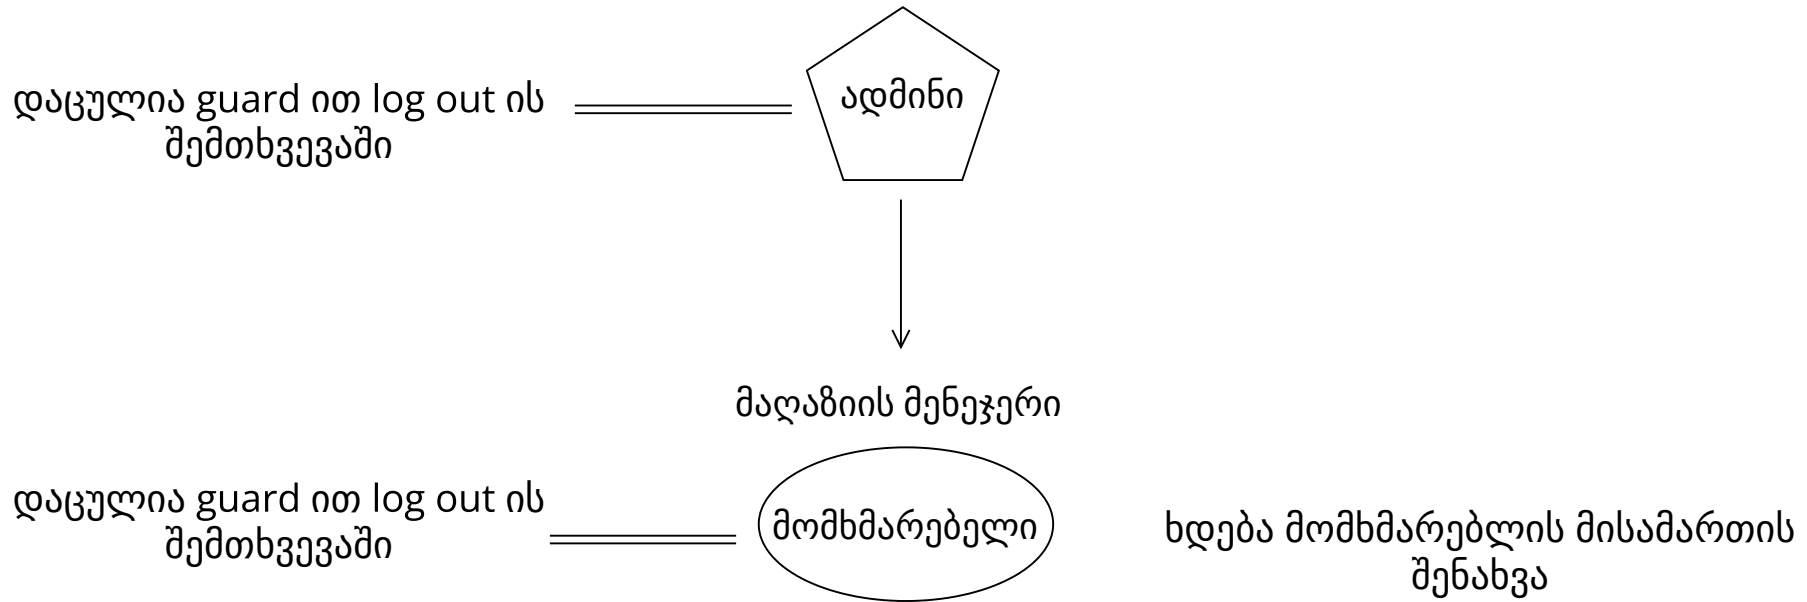 დაცულია guard ით log out ის
შემთხვევაში
ადმინი
მაღაზიის მენეჯერი
დაცულია guard ით log out ის
შემთხვევაში
მომხმარებელი
ხდება მომხმარებლის მისამართის
შენახვა